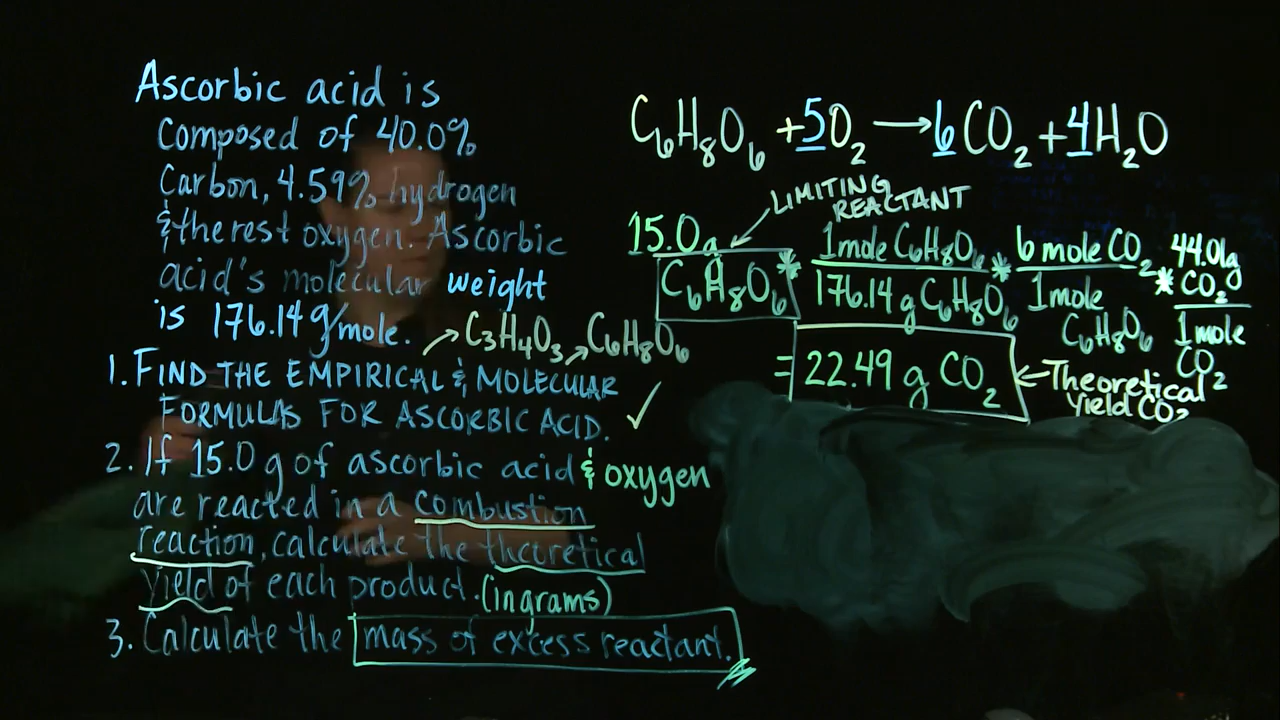 Ascorbic acid is
Composed of 40.0%
Carbon, 4.59% hydrogen
& the rest oxygen. Ascorbic
acid's molecular weight
is 176.14 g/mole.
→ C₃H₄O₃ → C₆H₈O₆
1. FIND THE EMPIRICAL & MOLECULAR
FORMULAS FOR ASCORBIC ACID. ✓
2. If 15.0 g of ascorbic acid & oxygen
are reacted in a combustion
reaction, calculate the theoretical
yield of each product. (in grams)
3. Calculate the mass of excess reactant.
C₆H₈O₆ + 5O₂ → 6CO₂ + 4H₂O
LIMITING
REACTANT
15.0 g
C₆H₈O₆ *
1 mole C₆H₈O₆
176.14 g C₆H₈O₆
*
6 mole CO₂
1 mole
C₆H₈O₆
*
44.01g
CO₂
1 mole
CO₂
= 22.49 g CO₂
← Theoretical
Yield CO₂